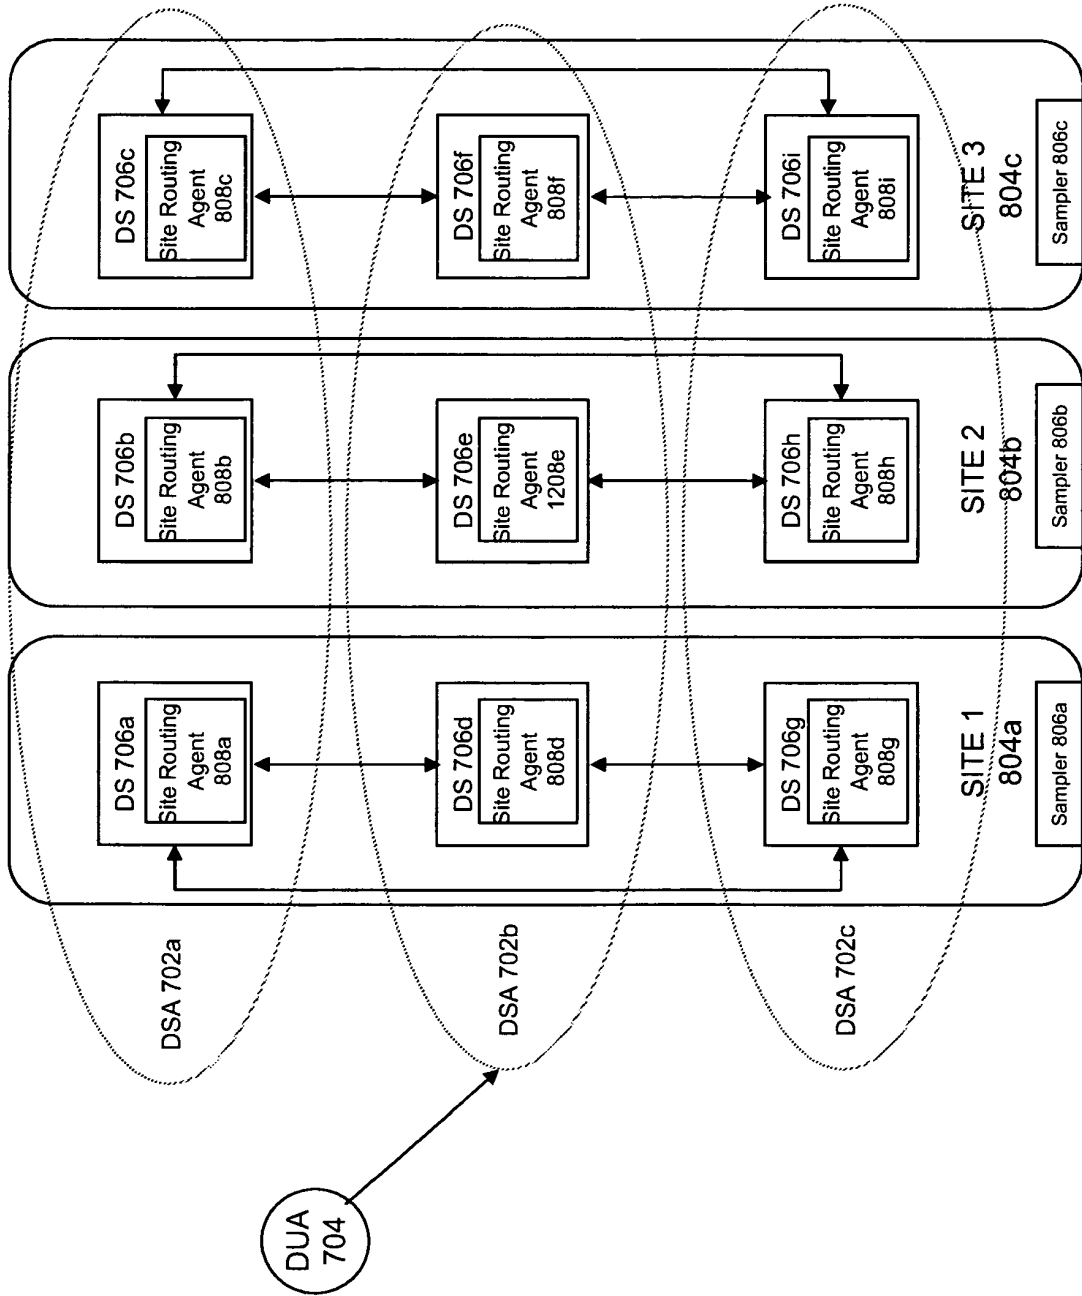 DSA 702a
DS 706a
Site Routing
Agent
808a
DS 706b
Site Routing
Agent
808b
DS 706c
Site Routing
Agent
808c
DUA
704
DSA 702b
DS 706d
Site Routing
Agent
808d
DS 706e
Site Routing
Agent
1208e
DS 706f
Site Routing
Agent
808f
DSA 702c
DS 706g
Site Routing
Agent
808g
DS 706h
Site Routing
Agent
808h
DS 706i
Site Routing
Agent
808i
SITE 1
804a
SITE 2
804b
SITE 3
804c
Sampler 806a
Sampler 806b
Sampler 806c